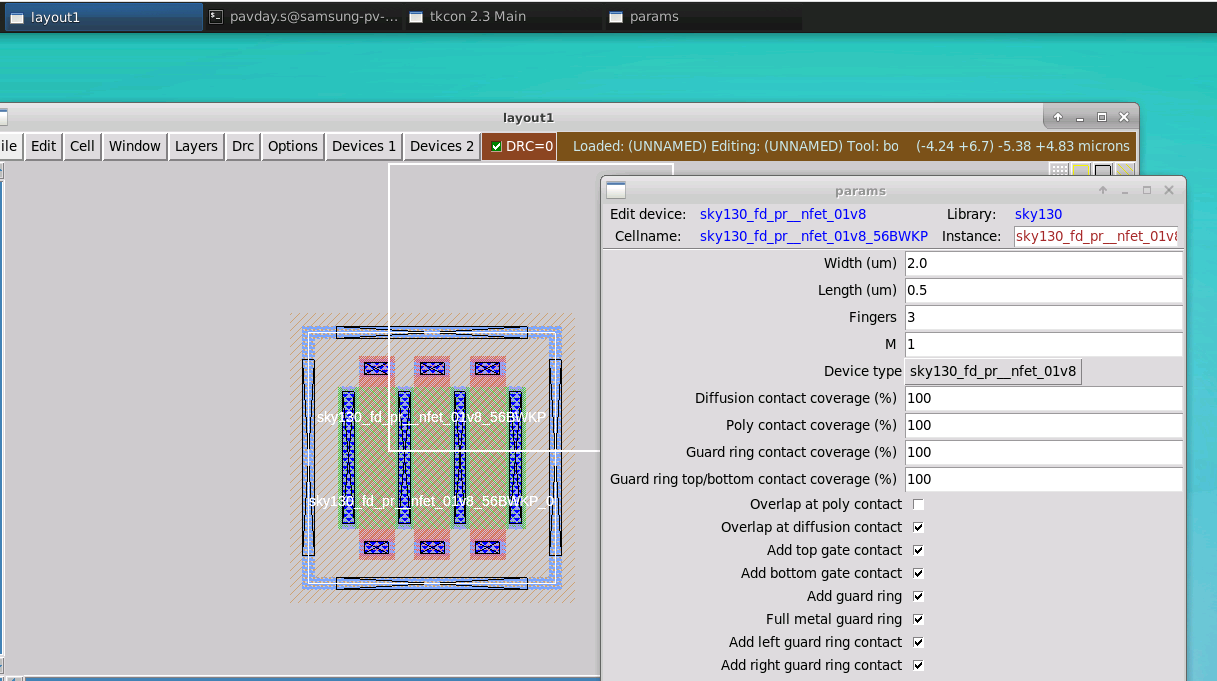 layout1 pavday.s@samsung-pv-... tkcon 2.3 Main params
layout1
ile Edit Cell Window Layers Drc Options Devices 1 Devices 2 DRC=0 Loaded: (UNNAMED) Editing: (UNNAMED) Tool: bo (-4.24 +6.7) -5.38 +4.83 microns
sky130_fd_pr__nfet_01v8_56BWKP
sky130_fd_pr__nfet_01v8_56BWKP_0
params
Edit device: sky130_fd_pr__nfet_01v8 Library: sky130
Cellname: sky130_fd_pr__nfet_01v8_56BWKP Instance: sky130_fd_pr__nfet_01v8
Width (um) 2.0
Length (um) 0.5
Fingers 3
M 1
Device type sky130_fd_pr__nfet_01v8
Diffusion contact coverage (%) 100
Poly contact coverage (%) 100
Guard ring contact coverage (%) 100
Guard ring top/bottom contact coverage (%) 100
Overlap at poly contact
Overlap at diffusion contact
Add top gate contact
Add bottom gate contact
Add guard ring
Full metal guard ring
Add left guard ring contact
Add right guard ring contact